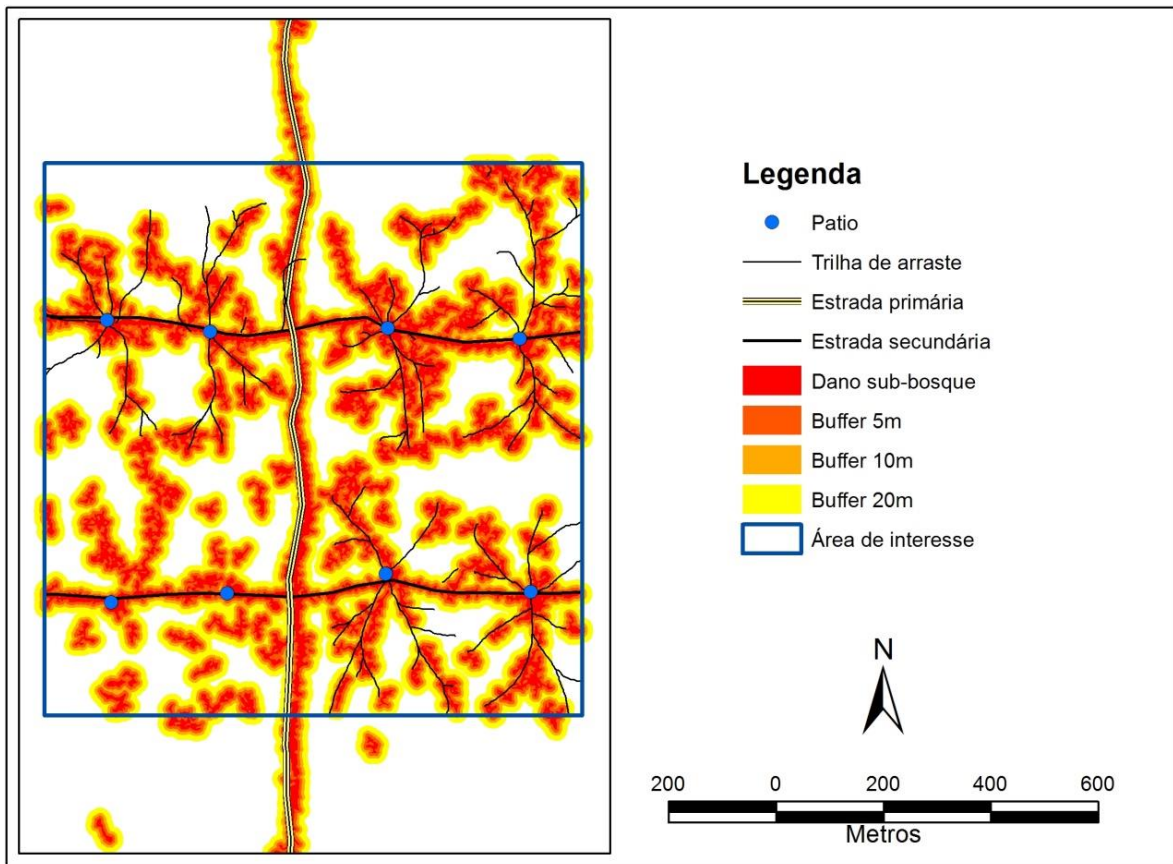 Legenda
Patio
Trilha de arraste
Estrada primária
Estrada secundária
Dano sub-bosque
Buffer 5m
Buffer 10m
Buffer 20m
Área de interesse
N
200 0 200 400 600
Metros